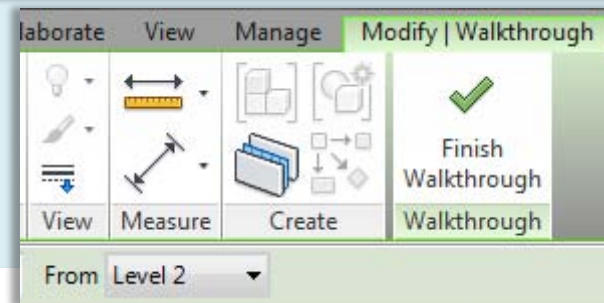 laborate View Manage Modify | Walkthrough
Finish
Walkthrough
View Measure Create Walkthrough
From Level 2